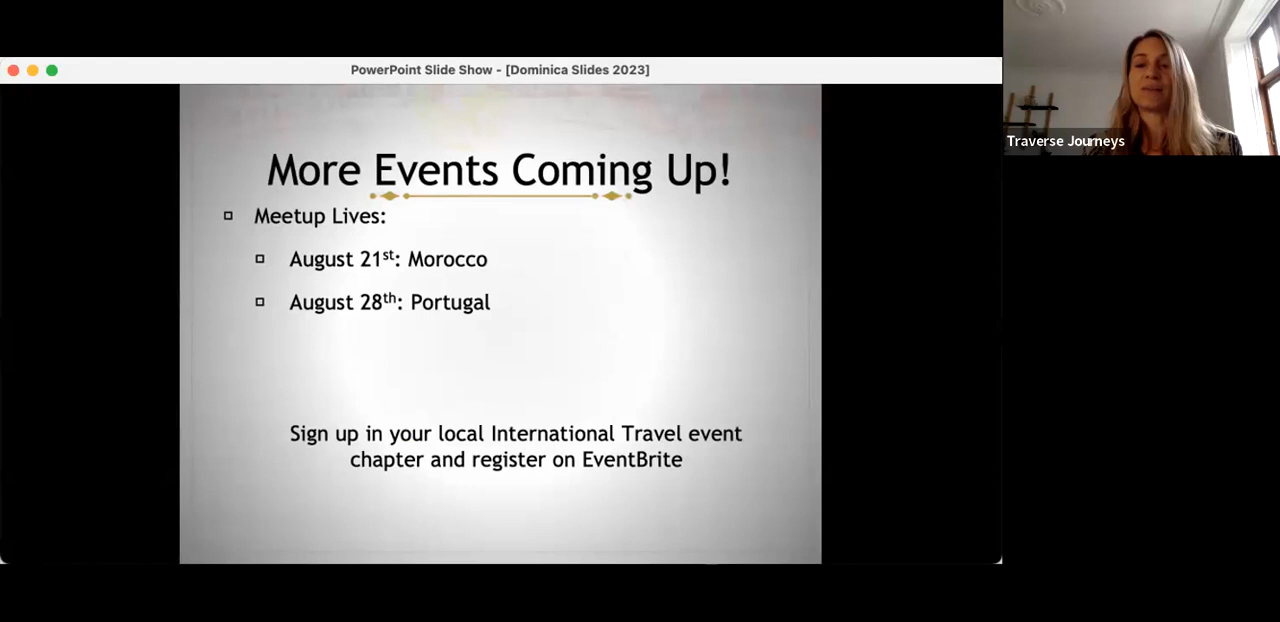 PowerPoint Slide Show - [Dominica Slides 2023]
Traverse Journeys
More Events Coming Up!
Meetup Lives:
August 21st: Morocco
August 28th: Portugal
Sign up in your local International Travel event
chapter and register on EventBrite